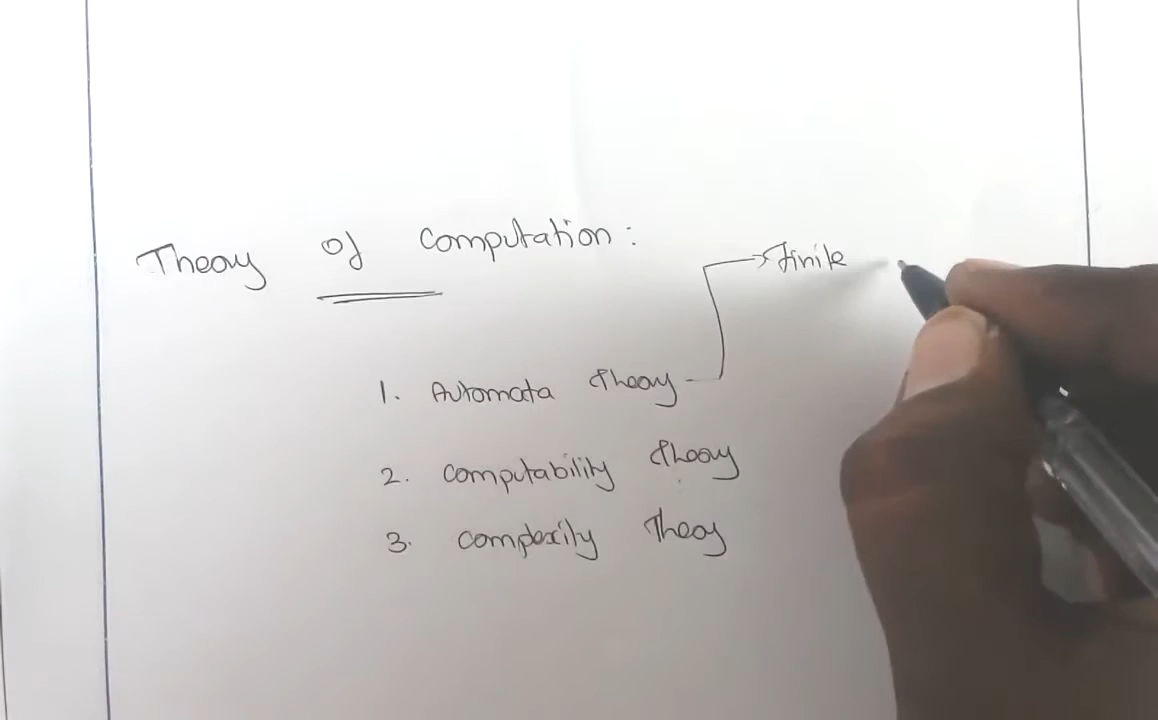 Theory of Computation:
finite
1. Automata Theory
2. Computability Theory
3. Complexity Theory